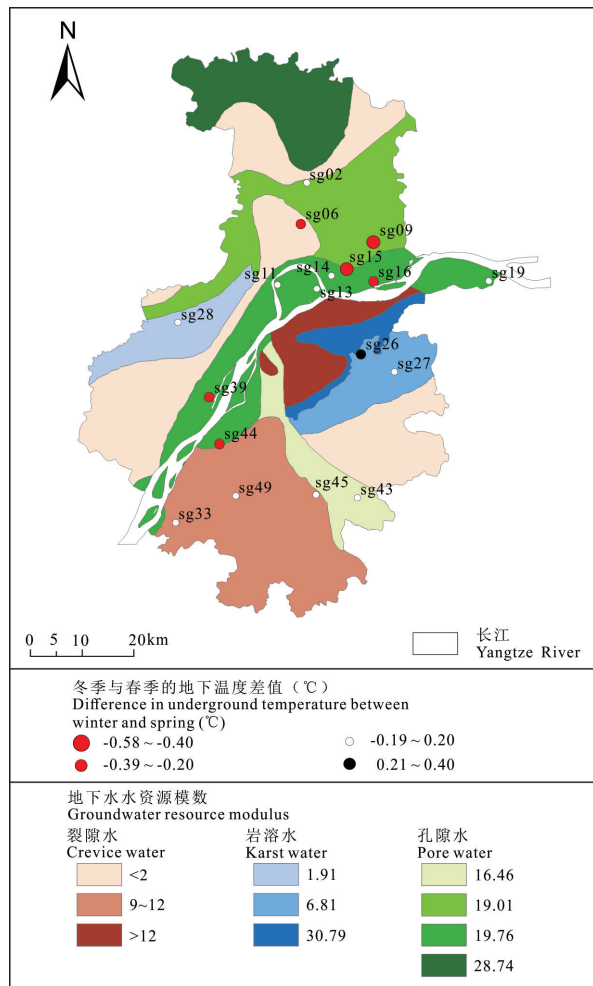 N
sg02
sg06
sg09
sg15
sg14
sg16
sg11
sg19
sg13
sg28
sg26
sg27
sg39
sg44
sg49
sg45
sg43
sg33
0 5 10 20km
长江
Yangtze River
冬季与春季的地下温度差值（℃）
Difference in underground temperature between
winter and spring (℃)
-0.58 ~ -0.40
-0.19 ~ 0.20
-0.39 ~ -0.20
0.21 ~ 0.40
地下水水资源模数
Groundwater resource modulus
裂隙水
Crevice water
<2
9~12
>12
岩溶水
Karst water
1.91
6.81
30.79
孔隙水
Pore water
16.46
19.01
19.76
28.74